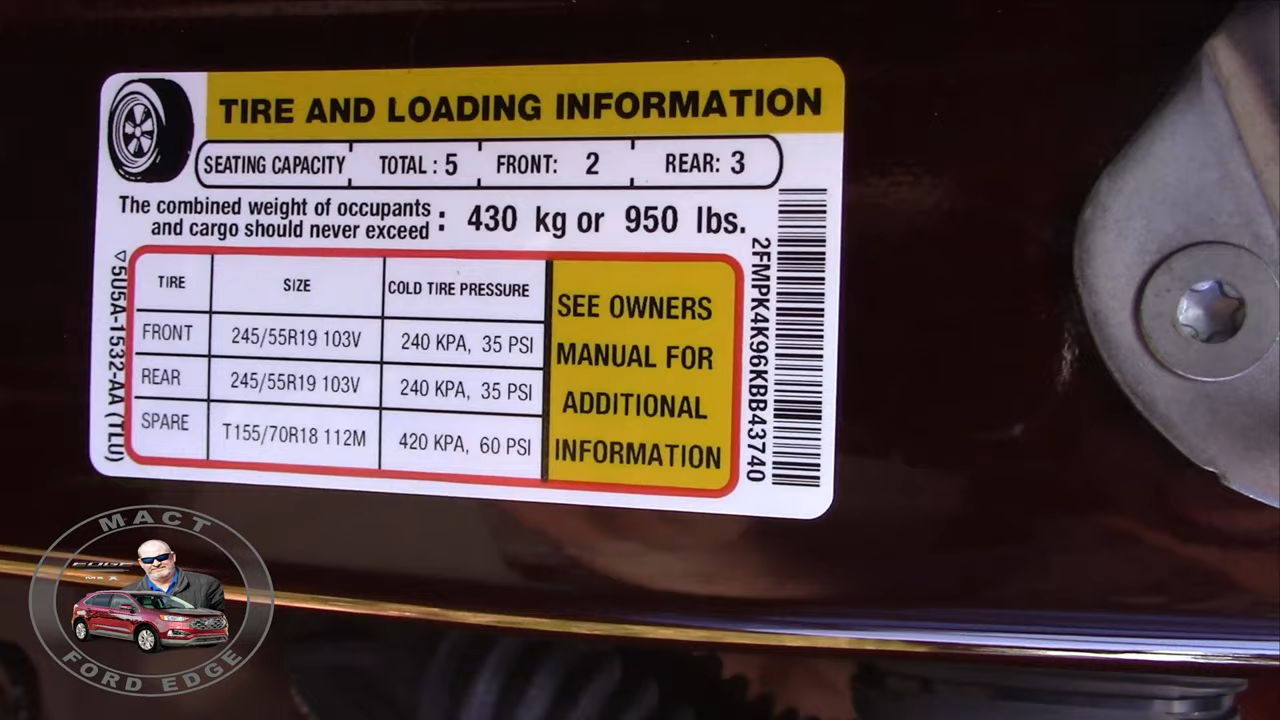 TIRE AND LOADING INFORMATION
SEATING CAPACITY TOTAL : 5 FRONT: 2 REAR: 3
The combined weight of occupants
and cargo should never exceed : 430 kg or 950 lbs.
TIRE SIZE COLD TIRE PRESSURE
FRONT 245/55R19 103V 240 KPA, 35 PSI
REAR 245/55R19 103V 240 KPA, 35 PSI
SPARE T155/70R18 112M 420 KPA, 60 PSI
SEE OWNERS
MANUAL FOR
ADDITIONAL
INFORMATION
5U5A-1532-AA (TLU)
2FMPK4K96KBB43740
MACT
EDGE
FORD EDGE